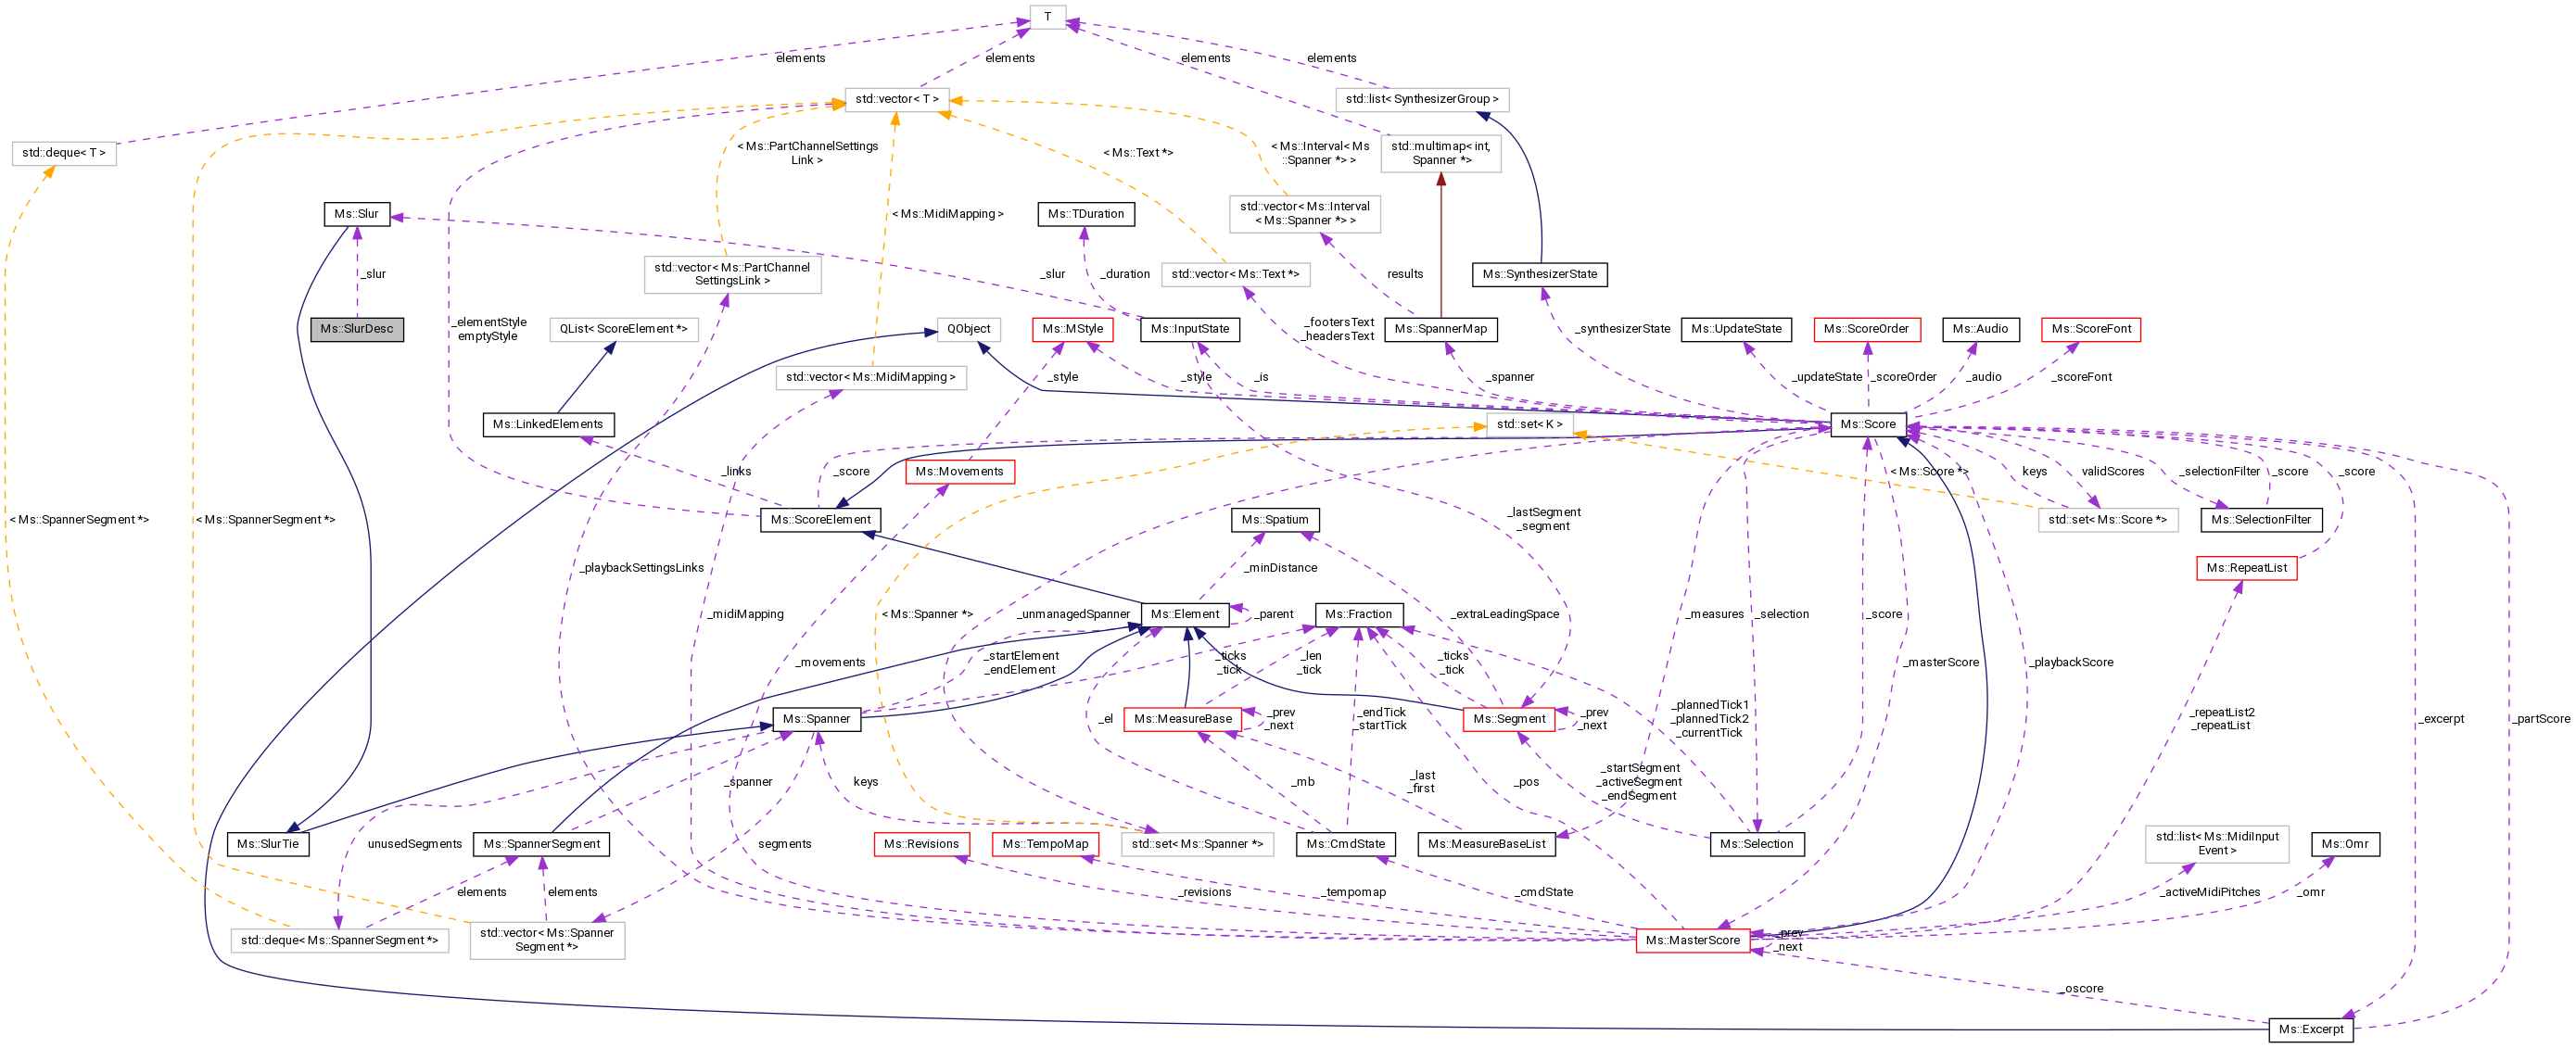 T
elements
elements
elements
elements
std::vector< T >
std::list< SynthesizerGroup >
std::deque< T >
< Ms::PartChannelSettings
Link >
< Ms::Text *>
< Ms::Interval< Ms
::Spanner *> >
std::multimap< int,
Spanner *>
Ms::Slur
< Ms::MidiMapping >
Ms::TDuration
std::vector< Ms::Interval
< Ms::Spanner *> >
_slur
std::vector< Ms::PartChannel
SettingsLink >
_slur
_duration
std::vector< Ms::Text *>
results
Ms::SynthesizerState
Ms::SlurDesc
_elementStyle
emptyStyle
QList< ScoreElement *>
QObject
Ms::MStyle
Ms::InputState
_footersText
_headersText
Ms::SpannerMap
_synthesizerState
Ms::UpdateState
Ms::ScoreOrder
Ms::Audio
Ms::ScoreFont
std::vector< Ms::MidiMapping >
_style
_style
_is
_spanner
_updateState
_scoreOrder
_audio
_scoreFont
Ms::LinkedElements
std::set< K >
Ms::Score
_links
_score
Ms::Movements
< Ms::Score *>
keys
validScores
_selectionFilter
_score
_score
< Ms::SpannerSegment *>
< Ms::SpannerSegment *>
Ms::ScoreElement
Ms::Spatium
_lastSegment
_segment
std::set< Ms::Score *>
Ms::SelectionFilter
_playbackSettingsLinks
_minDistance
Ms::RepeatList
_midiMapping
< Ms::Spanner *>
_unmanagedSpanner
Ms::Element
_parent
Ms::Fraction
_extraLeadingSpace
_measures
_selection
_score
_movements
_startElement
_endElement
_ticks
_tick
_len
_tick
_ticks
_tick
_masterScore
_playbackScore
Ms::Spanner
Ms::MeasureBase
_prev
_next
_endTick
_startTick
Ms::Segment
_prev
_next
_plannedTick1
_plannedTick2
_currentTick
_repeatList2
_repeatList
_excerpt
_partScore
_el
_spanner
keys
_mb
_last
_first
_pos
_startSegment
_activeSegment
_endSegment
Ms::SlurTie
unusedSegments
Ms::SpannerSegment
segments
Ms::Revisions
Ms::TempoMap
std::set< Ms::Spanner *>
Ms::CmdState
Ms::MeasureBaseList
Ms::Selection
std::list< Ms::MidiInput
Event >
Ms::Omr
elements
elements
_revisions
_tempomap
_cmdState
_activeMidiPitches
_omr
std::deque< Ms::SpannerSegment *>
std::vector< Ms::Spanner
Segment *>
Ms::MasterScore
_prev
_next
_oscore
Ms::Excerpt